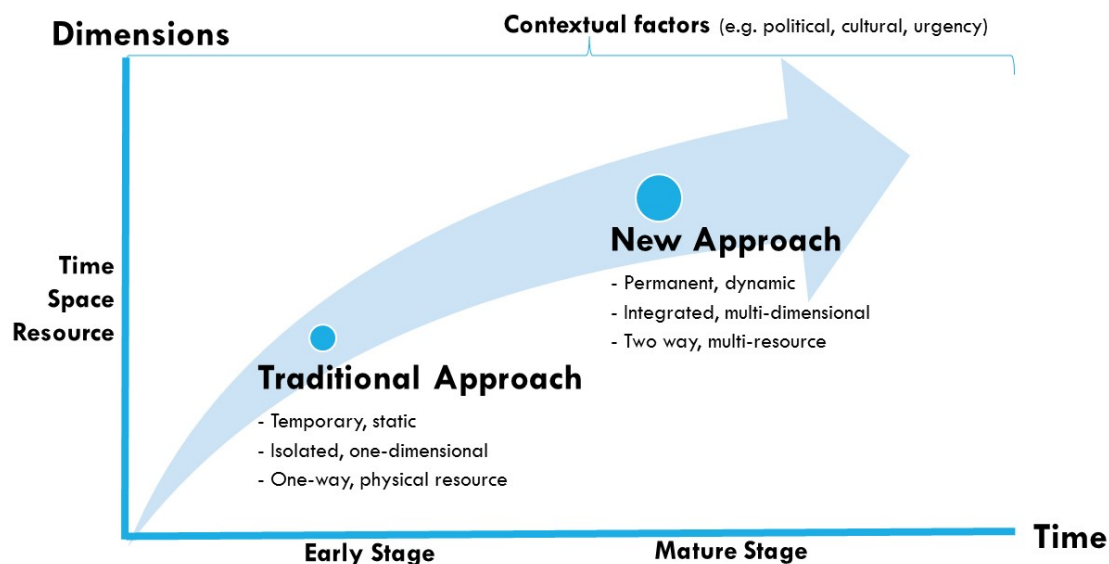 Dimensions
Contextual factors (e.g. political, cultural, urgency)
Time
Space
Resource
New Approach
- Permanent, dynamic
- Integrated, multi-dimensional
- Two way, multi-resource
Traditional Approach
- Temporary, static
- Isolated, one-dimensional
- One-way, physical resource
Early Stage
Mature Stage
Time